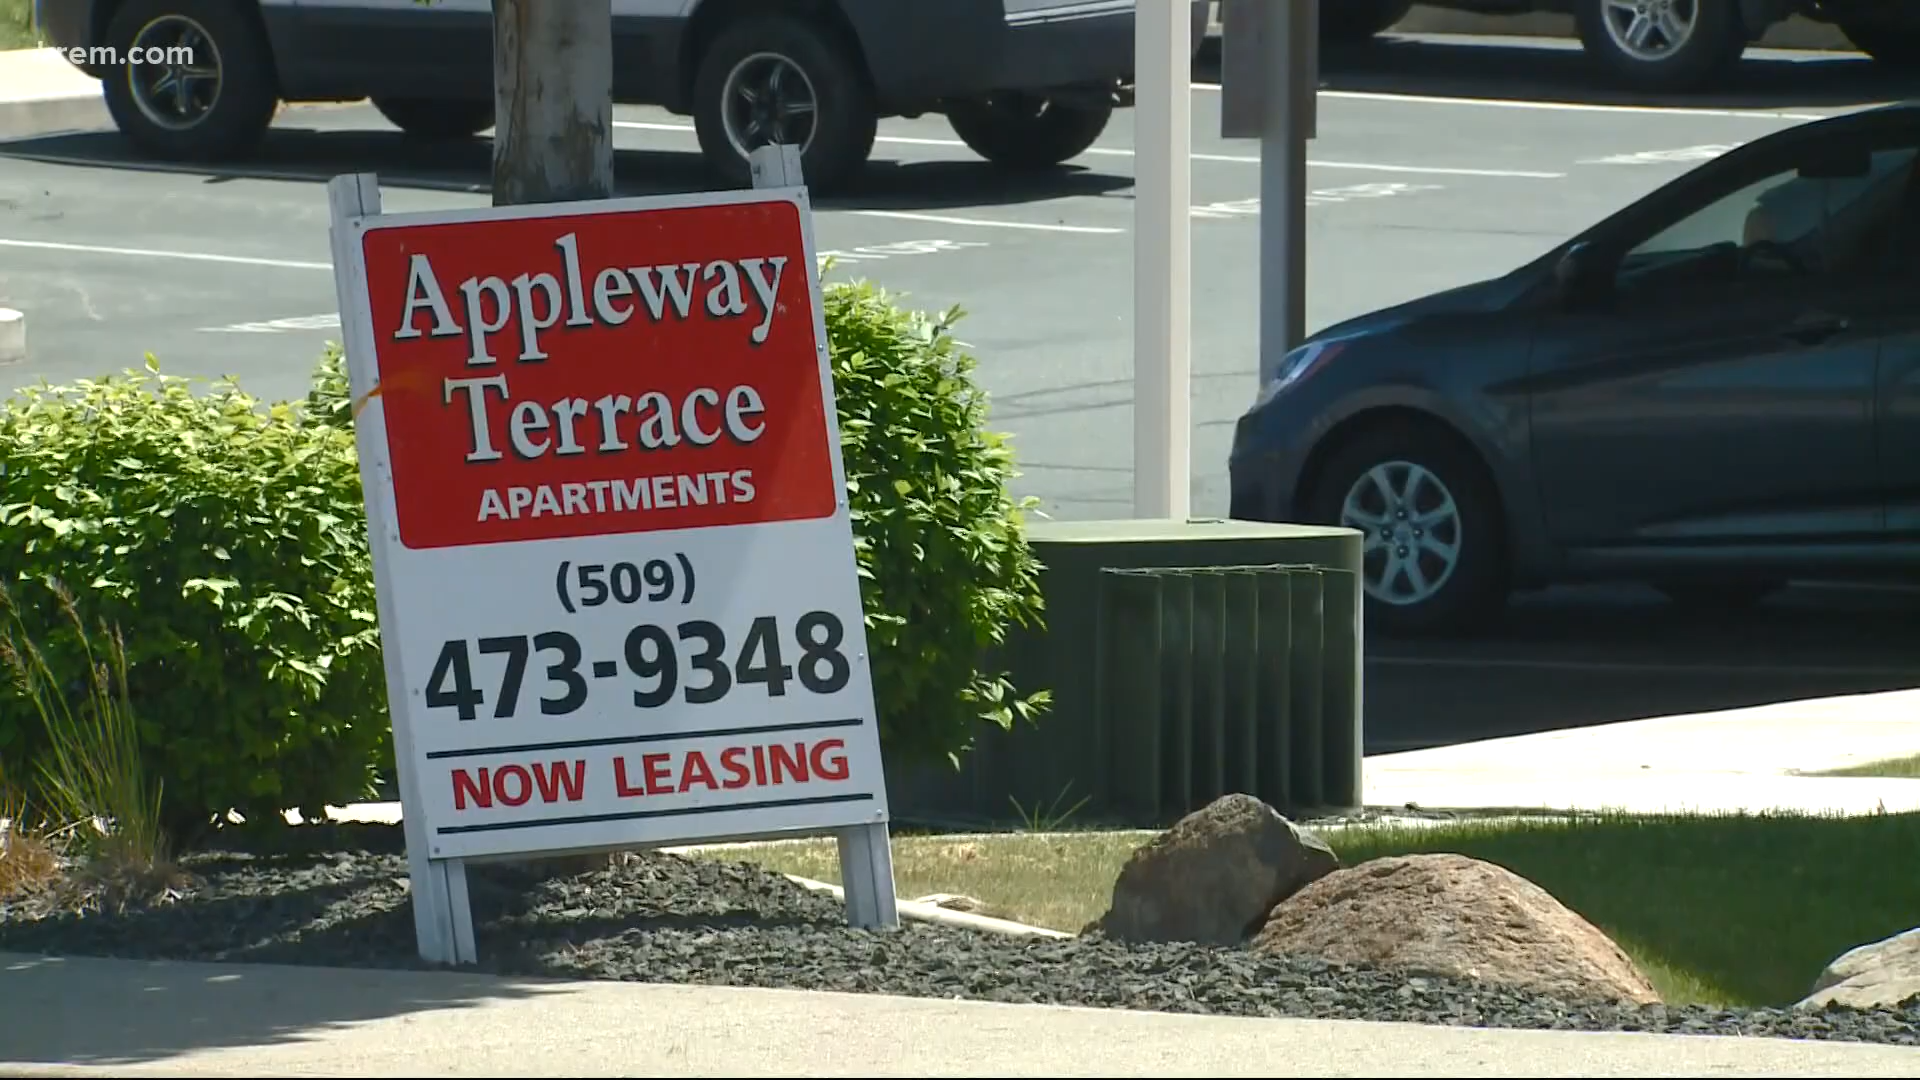 krem.com
Appleway
Terrace
APARTMENTS
(509)
473-9348
NOW LEASING